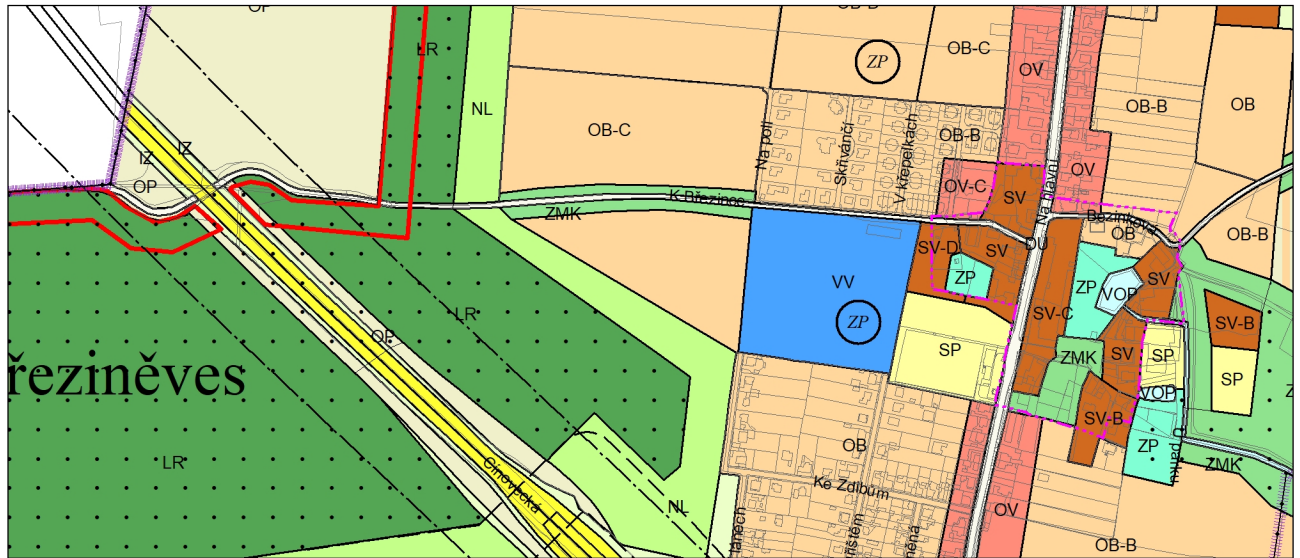 OP
OB-B
LR
ZP
OB-C
OV
NL
OB-C
OB-B
OB
IZ
IZ
OP
Na poli
Skřivánčí
V křepelkách
OB-B
OV-C
SV
Na hlavní
OV
K Březince
ZMK
Bezinková
OB
OB-B
DU
SV-D
SV
ZP
VV
ZP
SV
VOP
SV-C
SV-B
LR
OP
ZP
SP
ZMK
SV
SP
SP
řeziněves
VOP
SV-B
OB
ZP
U parku
ZMK
LR
Cínovecká
Ke Zdibům
NL
OV
OB-B